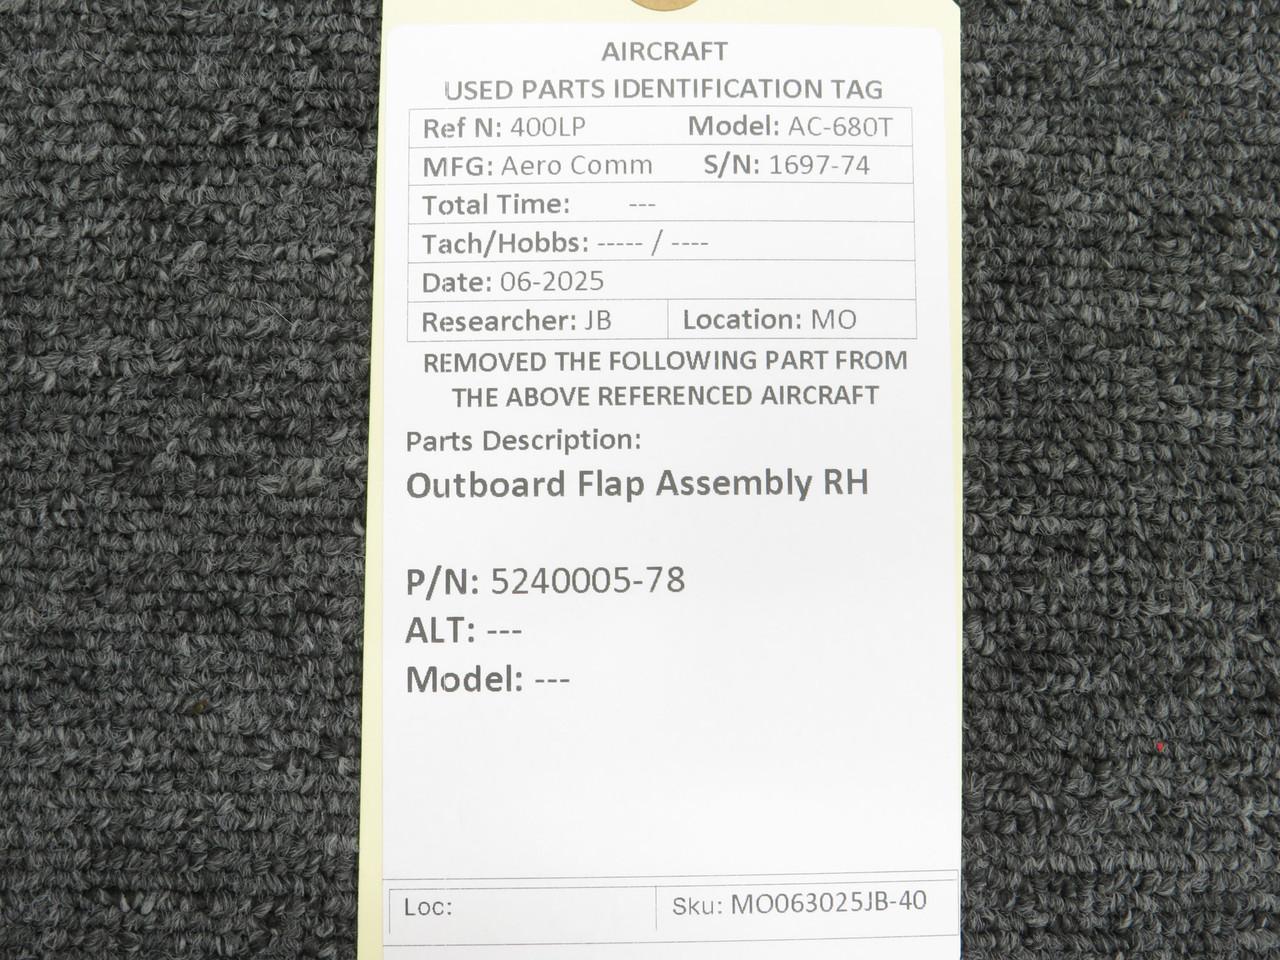 AIRCRAFT
USED PARTS IDENTIFICATION TAG
Ref N: 400LP Model: AC-680T
MFG: Aero Comm S/N: 1697-74
Total Time: ---
Tach/Hobbs: ----- / ----
Date: 06-2025
Researcher: JB Location: MO
REMOVED THE FOLLOWING PART FROM
THE ABOVE REFERENCED AIRCRAFT
Parts Description:
Outboard Flap Assembly RH
P/N: 5240005-78
ALT: ---
Model: ---
Loc: Sku: MO063025JB-40